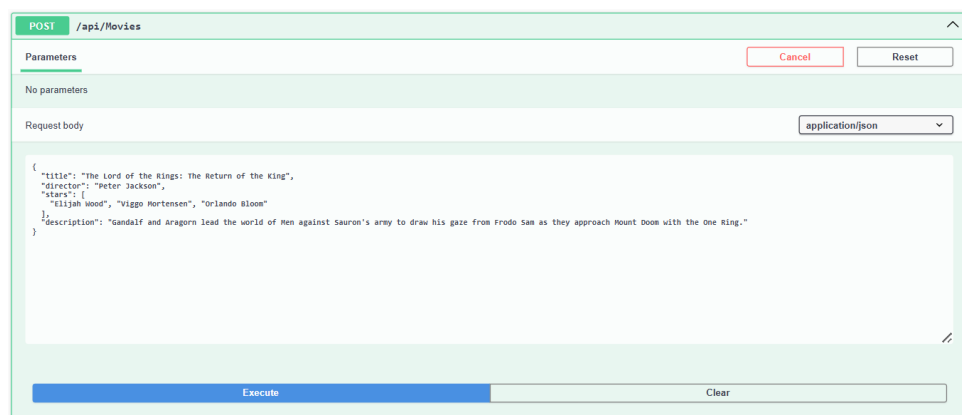 POST /api/Movies
Parameters
Cancel
Reset
No parameters
Request body
application/json
{
  "title": "The Lord of the Rings: The Return of the King",
  "director": "Peter Jackson",
  "stars": [
    "Elijah Wood", "Viggo Mortensen", "Orlando Bloom"
  ],
  "description": "Gandalf and Aragorn lead the world of Men against Sauron's army to draw his gaze from Frodo Sam as they approach Mount Doom with the One Ring."
}
Execute
Clear